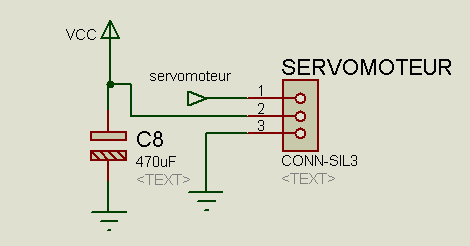 VCC
servomoteur
SERVOMOTEUR
1
2
3
C8
470uF
<TEXT>
CONN-SIL3
<TEXT>